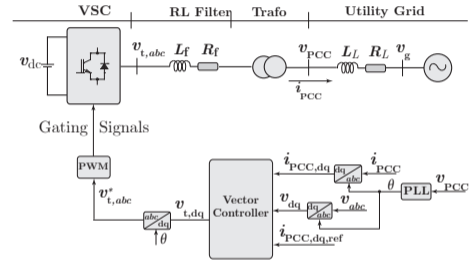 VSC RL Filter Trafo Utility Grid
v_dc v_t,abc L_f R_f v_PCC L_L R_L v_g
i_PCC
Gating Signals
PWM
v*_t,abc
abc dq
θ
v_t,dq
Vector Controller
i_PCC,dq
dq abc
i_PCC
θ
PLL
v_PCC
v_dq
dq abc
v_abc
i_PCC,dq,ref